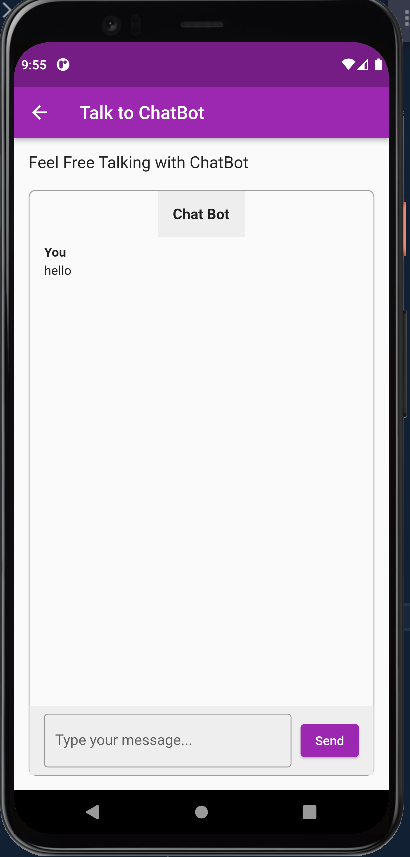 9:55
Talk to ChatBot
Feel Free Talking with ChatBot
Chat Bot
You
hello
Type your message...
Send